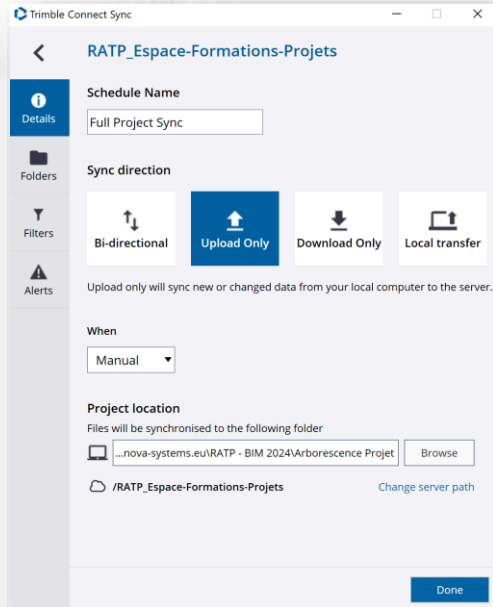 Trimble Connect Sync
RATP_Espace-Formations-Projets
Details
Folders
Filters
Alerts
Schedule Name
Full Project Sync
Sync direction
Bi-directional
Upload Only
Download Only
Local transfer
Upload only will sync new or changed data from your local computer to the server.
When
Manual
Project location
Files will be synchronised to the following folder
...nova-systems.eu\RATP - BIM 2024\Arborescence Projet
Browse
/RATP_Espace-Formations-Projets
Change server path
Done